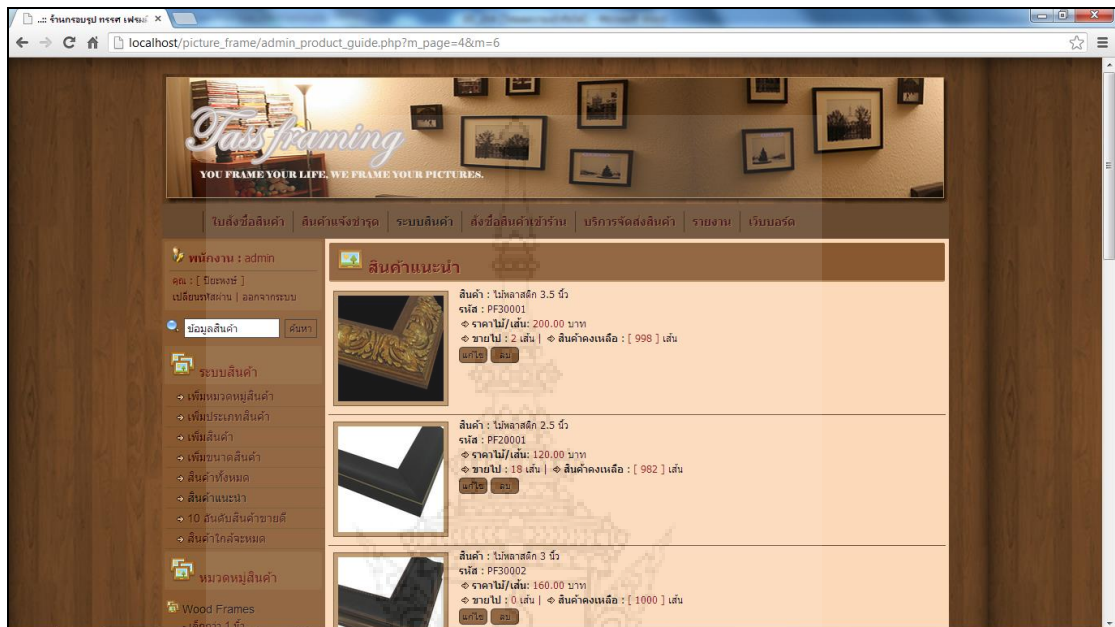 ..:: ร้านกรอบรูป ทรรศ เฟรมมิ่
localhost/picture_frame/admin_product_guide.php?m_page=4&m=6
Tass framing
YOU FRAME YOUR LIFE, WE FRAME YOUR PICTURES.
ใบสั่งซื้อสินค้า | สินค้าแจ้งชำรุด | ระบบสินค้า | สั่งซื้อสินค้าเข้าร้าน | บริการจัดส่งสินค้า | รายงาน | เว็บบอร์ด
พนักงาน : admin
คุณ : [ ปิยะพงษ์ ]
เปลี่ยนรหัสผ่าน | ออกจากระบบ
ข้อมูลสินค้า ค้นหา
ระบบสินค้า
เพิ่มหมวดหมู่สินค้า
เพิ่มประเภทสินค้า
เพิ่มสินค้า
เพิ่มขนาดสินค้า
สินค้าทั้งหมด
สินค้าแนะนำ
10 อันดับสินค้าขายดี
สินค้าใกล้จะหมด
หมวดหมู่สินค้า
Wood Frames
เล็กกว่า 1 นิ้ว
สินค้าแนะนำ
สินค้า : ไม้พลาสติก 3.5 นิ้ว
รหัส : PF30001
ราคาไม้/เส้น: 200.00 บาท
ขายไป : 2 เส้น | สินค้าคงเหลือ : [ 998 ] เส้น
แก้ไข ลบ
สินค้า : ไม้พลาสติก 2.5 นิ้ว
รหัส : PF20001
ราคาไม้/เส้น: 120.00 บาท
ขายไป : 18 เส้น | สินค้าคงเหลือ : [ 982 ] เส้น
แก้ไข ลบ
สินค้า : ไม้พลาสติก 3 นิ้ว
รหัส : PF30002
ราคาไม้/เส้น: 160.00 บาท
ขายไป : 0 เส้น | สินค้าคงเหลือ : [ 1000 ] เส้น
แก้ไข ลบ